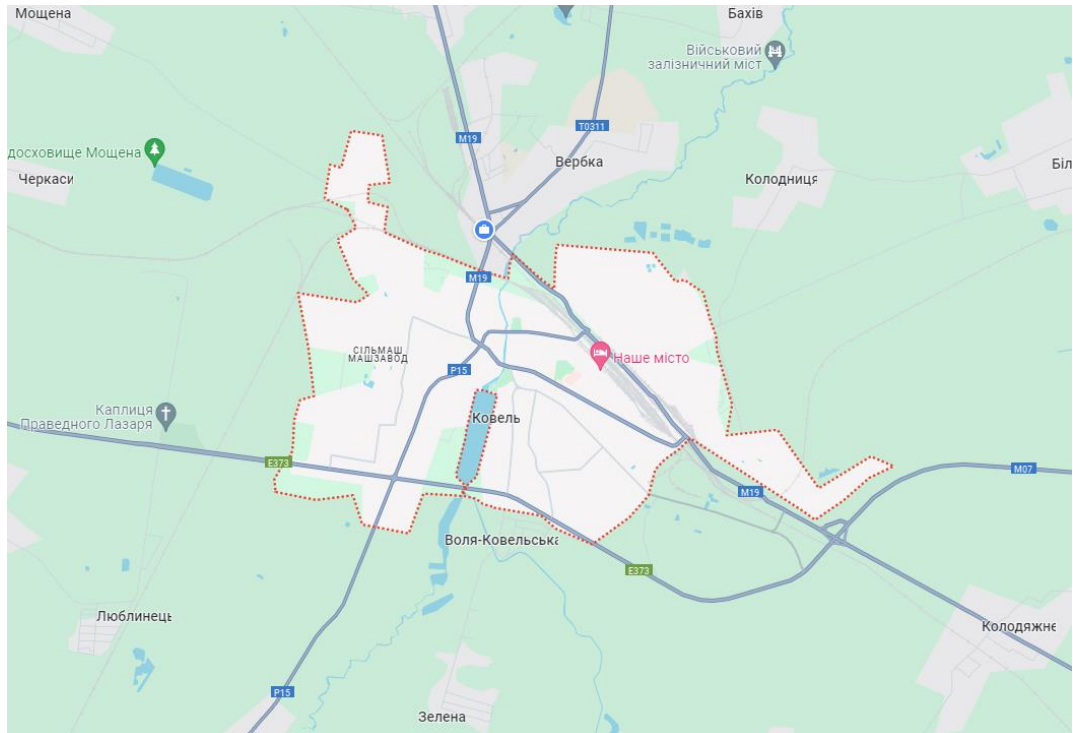 Мощена
Бахів
Військовий
залізничний міст
M19
T0311
Вербка
досховище Мощена
Черкаси
Колодниця
Біл
M19
СІЛЬМАШ
МАШЗАВОД
Наше місто
P15
Каплиця
Праведного Лазаря
Ковель
E373
M07
M19
Воля-Ковельська
E373
Люблинець
Колодяжне
P15
Зелена